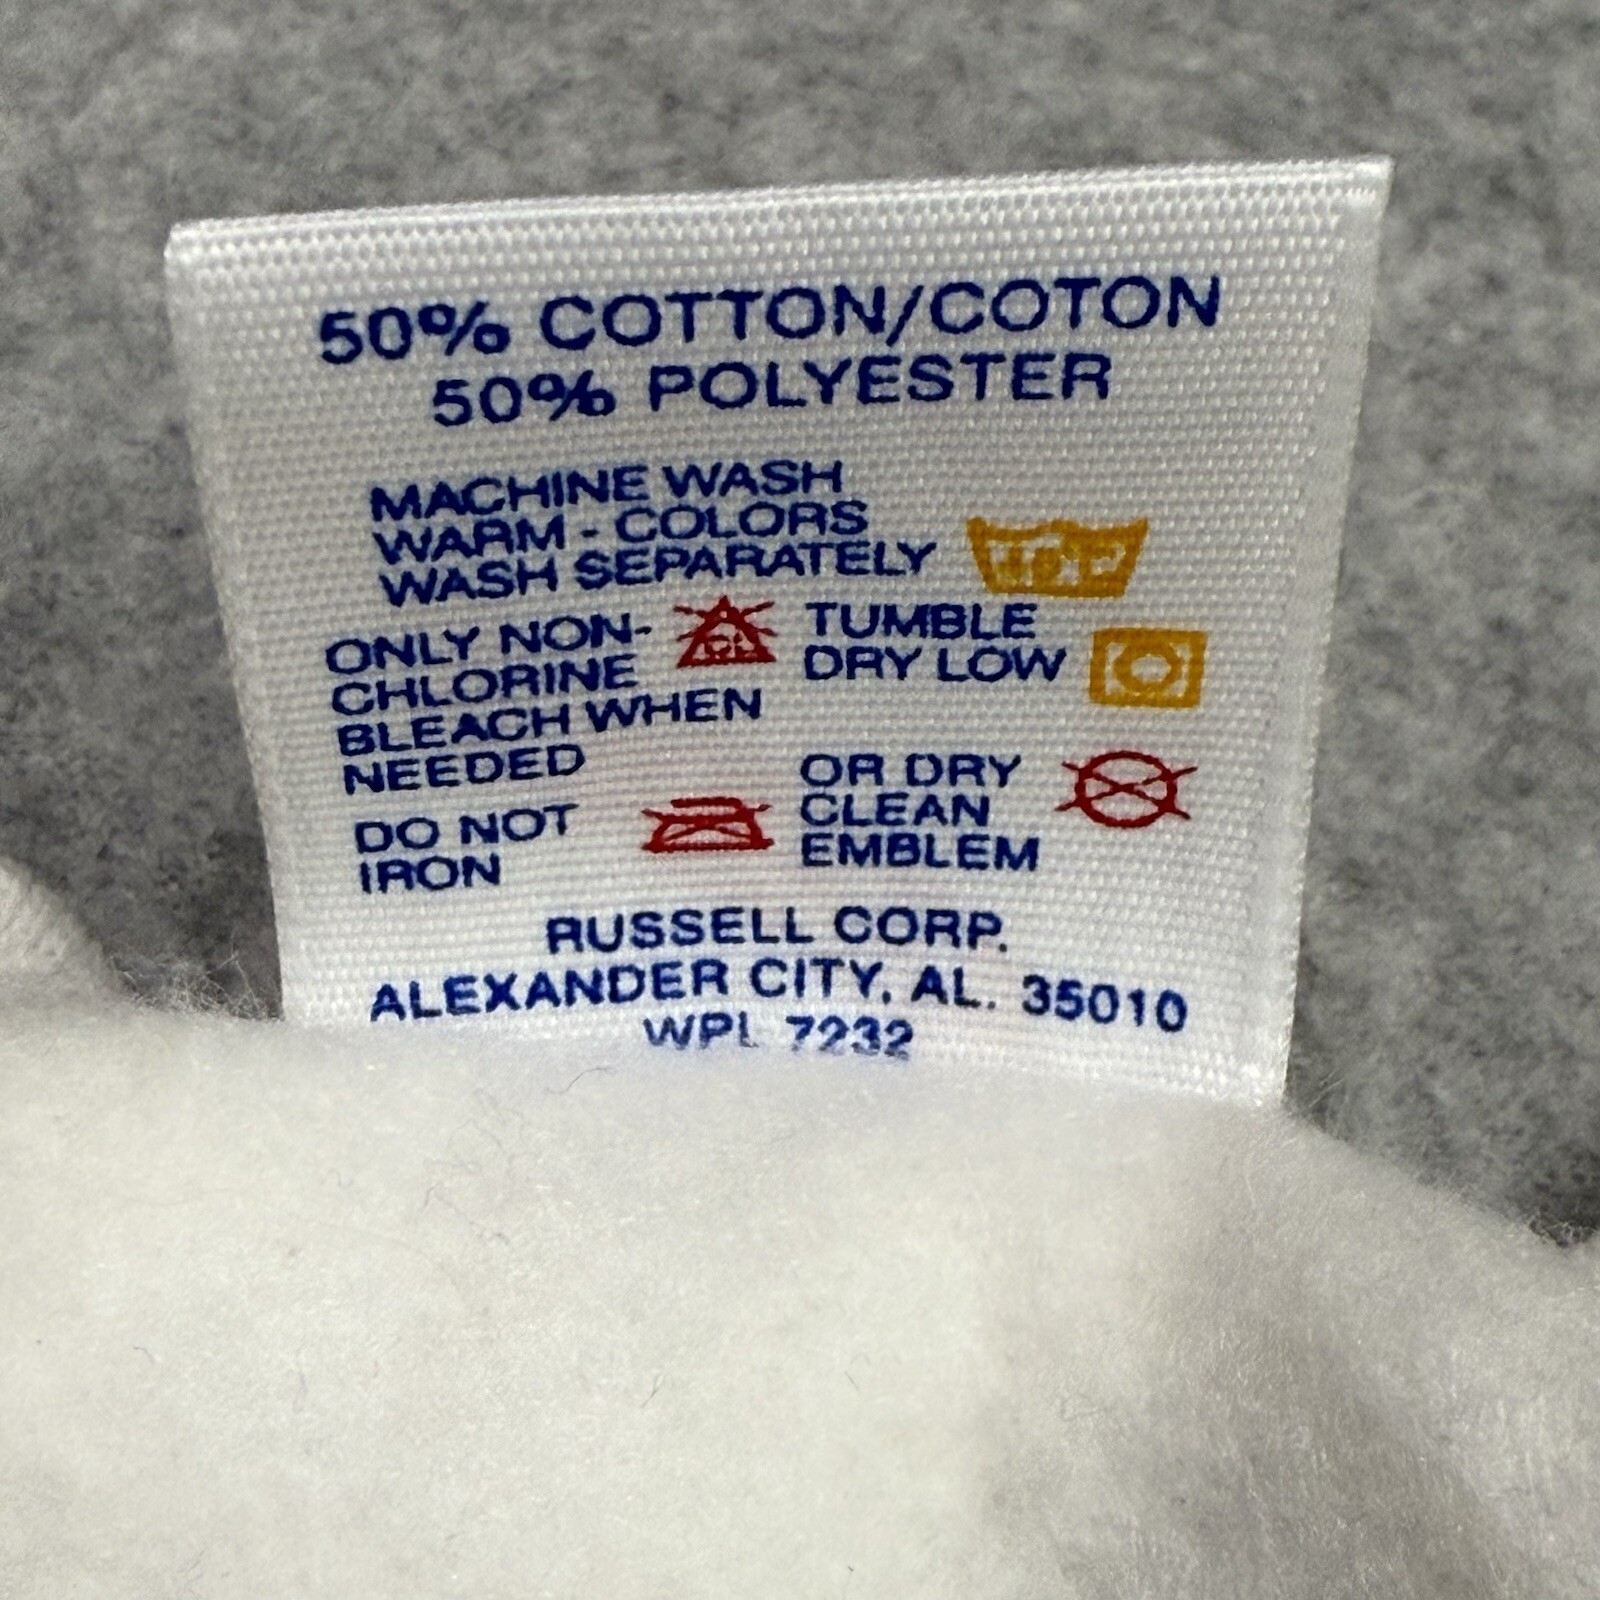 50% COTTON/COTON
50% POLYESTER
MACHINE WASH
WARM - COLORS
WASH SEPARATELY
ONLY NON-
CHLORINE
BLEACH WHEN
NEEDED
CL
TUMBLE
DRY LOW
DO NOT
IRON
OR DRY
CLEAN
EMBLEM
RUSSELL CORP.
ALEXANDER CITY, AL. 35010
WPL 7232